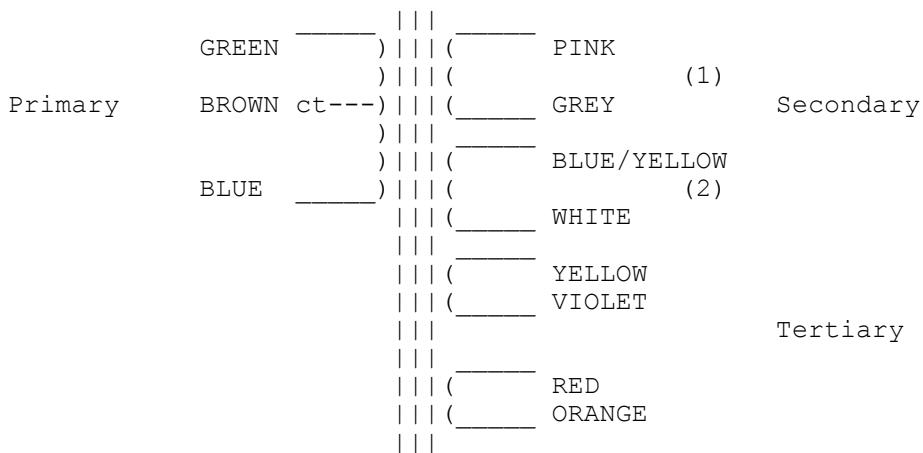 GREEN PINK
(1)
Primary BROWN ct GREY Secondary
BLUE/YELLOW
BLUE (2)
WHITE
YELLOW
VIOLET
Tertiary
RED
ORANGE